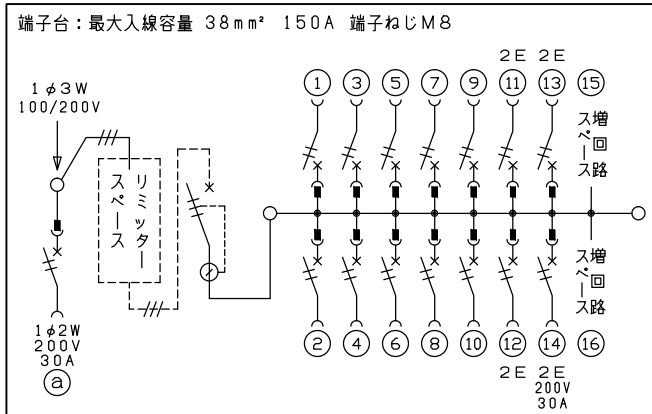 端子台：最大入線容量 38mm² 150A 端子ねじM8
2E 2E
① ③ ⑤ ⑦ ⑨ ⑪ ⑬ ⑮
1φ3W
100/200V
増回路
スペース
リミッター
スペース
増回路
スペース
② ④ ⑥ ⑧ ⑩ ⑫ ⑭ ⑯
1φ2W
200V
30A
ⓐ
2E 2E
200V
30A